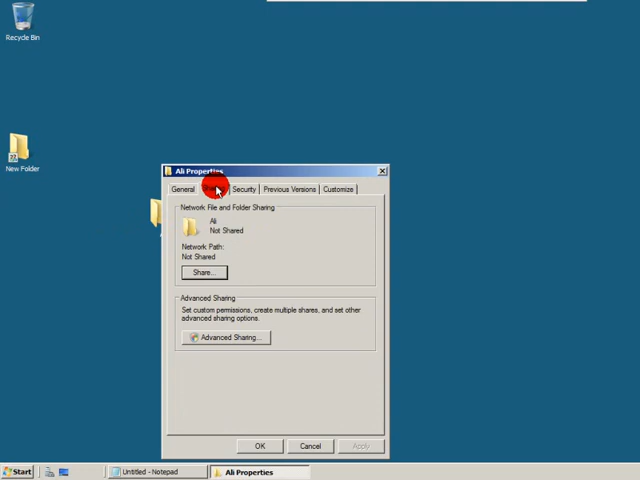 Recycle Bin
New Folder
Ali Properties
General
Security
Previous Versions
Customize
Network File and Folder Sharing
Ali
Not Shared
Network Path:
Not Shared
Share...
Advanced Sharing
Set custom permissions, create multiple shares, and set other
advanced sharing options.
Advanced Sharing...
OK
Cancel
Apply
Start
Untitled - Notepad
Ali Properties